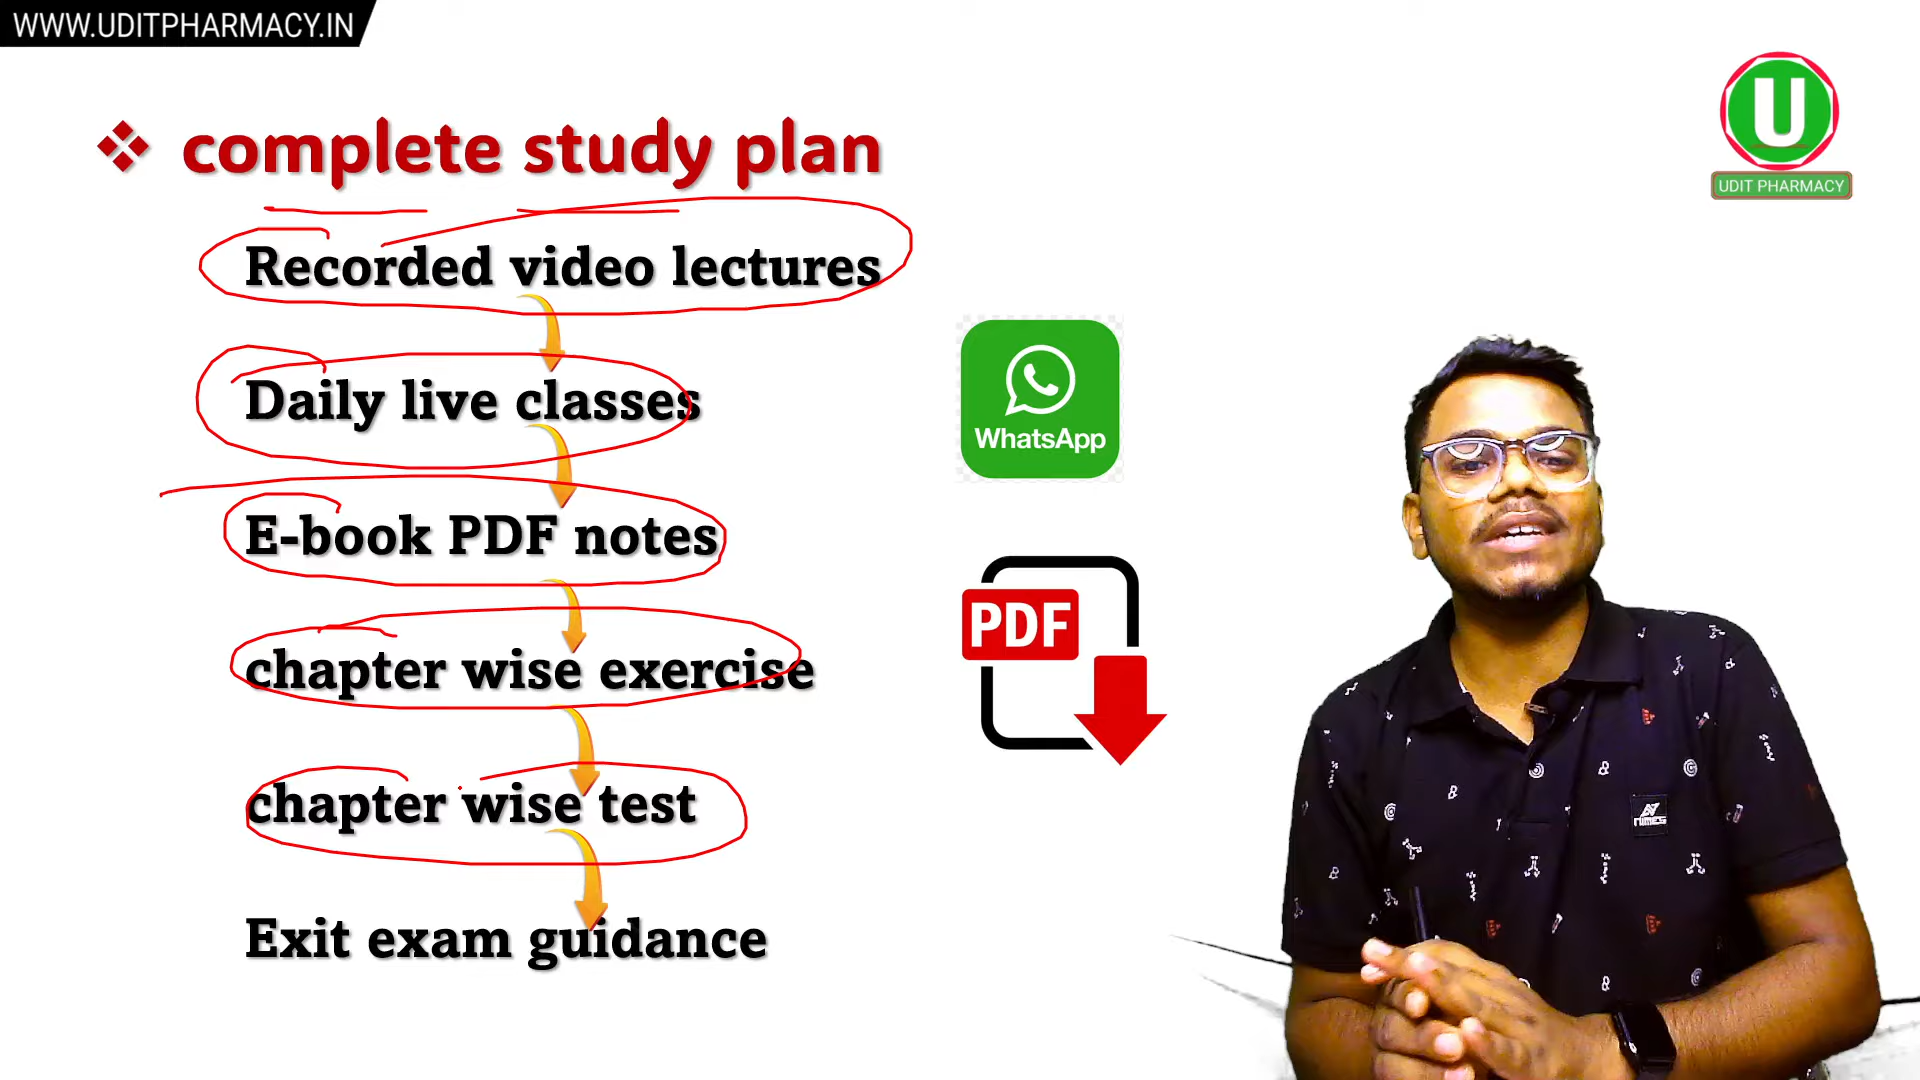 WWW.UDITPHARMACY.IN
U
UDIT PHARMACY
complete study plan
Recorded video lectures
Daily live classes
WhatsApp
E-book PDF notes
PDF
chapter wise exercise
chapter wise test
Exit exam guidance